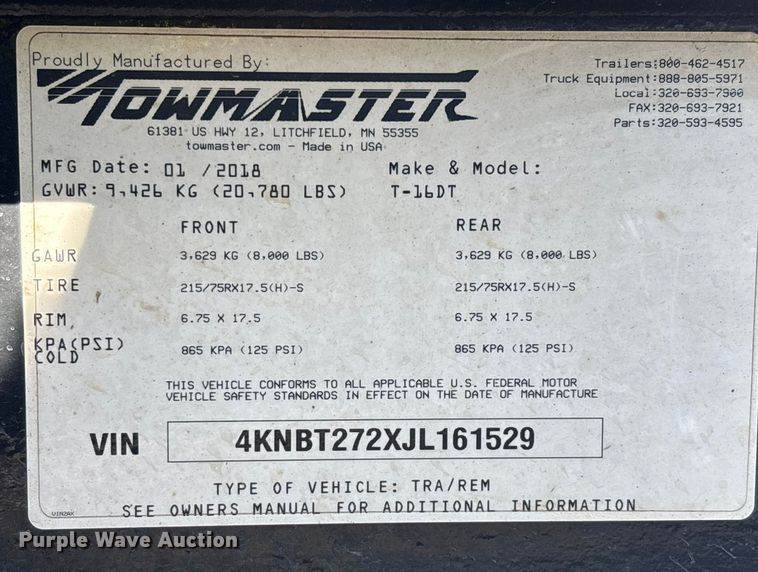 Proudly Manufactured By:
TOWMASTER
61381 US HWY 12, LITCHFIELD, MN 55355
towmaster.com - Made in USA
Trailers:800-462-4517
Truck Equipment:888-805-5971
Local:320-693-7900
FAX:320-693-7921
Parts:320-593-4595
MFG Date: 01 /2018
Make & Model:
GVWR: 9,426 KG (20,780 LBS)
T-16DT
FRONT REAR
GAWR 3,629 KG (8,000 LBS) 3,629 KG (8,000 LBS)
TIRE 215/75RX17.5(H)-S 215/75RX17.5(H)-S
RIM 6.75 X 17.5 6.75 X 17.5
KPA(PSI)
COLD 865 KPA (125 PSI) 865 KPA (125 PSI)
THIS VEHICLE CONFORMS TO ALL APPLICABLE U.S. FEDERAL MOTOR
VEHICLE SAFETY STANDARDS IN EFFECT ON THE DATE OF MANUFACTURE
VIN 4KNBT272XJL161529
TYPE OF VEHICLE: TRA/REM
SEE OWNERS MANUAL FOR ADDITIONAL INFORMATION
Purple Wave Auction